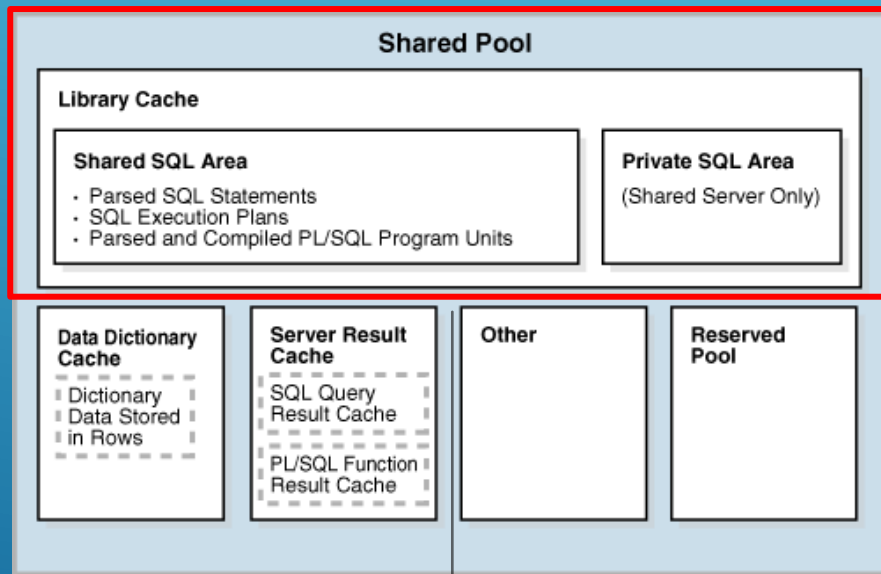 Shared Pool
Library Cache
Shared SQL Area
· Parsed SQL Statements
· SQL Execution Plans
· Parsed and Compiled PL/SQL Program Units
Private SQL Area
(Shared Server Only)
Data Dictionary
Cache
Dictionary
Data Stored
in Rows
Server Result
Cache
SQL Query
Result Cache
PL/SQL Function
Result Cache
Other
Reserved
Pool